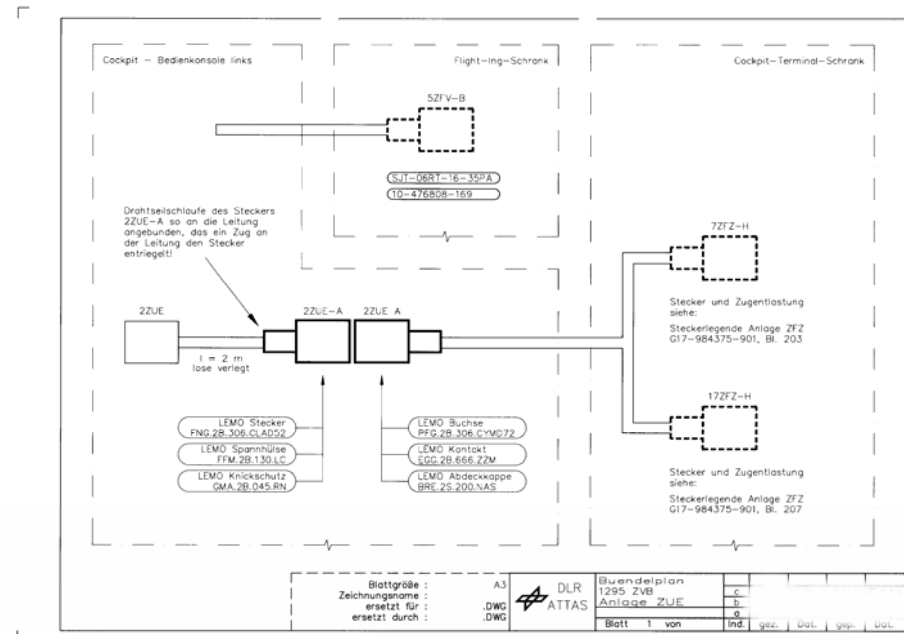 Cockpit – Bedienkonsole links
Flight-Ing-Schrank
Cockpit-Terminal-Schrank
5ZFV-B
SJT-06RT-16-35PA
10-476808-169
Drahtseilschlaufe des Steckers
2ZUE-A so an die Leitung
angebunden, das ein Zug an
der Leitung den Stecker
entriegelt!
7ZFZ-H
Stecker und Zugentlastung
siehe:
Steckerlegende Anlage ZFZ
G17-984375-901, Bl. 203
2ZUE
2ZUE-A
2ZUE A
l = 2 m
lose verlegt
17ZFZ-H
LEMO Stecker
FNG.2B.306.CLAD52
LEMO Spannhülse
FFM.2B.130.LC
LEMO Knickschutz
GMA.2B.045.RN
LEMO Buchse
PFG.2B.306.CYMD72
LEMO Kontakt
EGG.2B.666.ZZM
LEMO Abdeckkappe
BRE.2S.200.NAS
Stecker und Zugentlastung
siehe:
Steckerlegende Anlage ZFZ
G17-984375-901, Bl. 207
Blattgröße : A3
Zeichnungsname :
ersetzt für : .DWG
ersetzt durch : .DWG
DLR
ATTAS
Buendelplan
1295 ZVB
Anlage ZUE
Blatt 1 von
c
b
a
Ind. gez. Dat. gep. Dat.